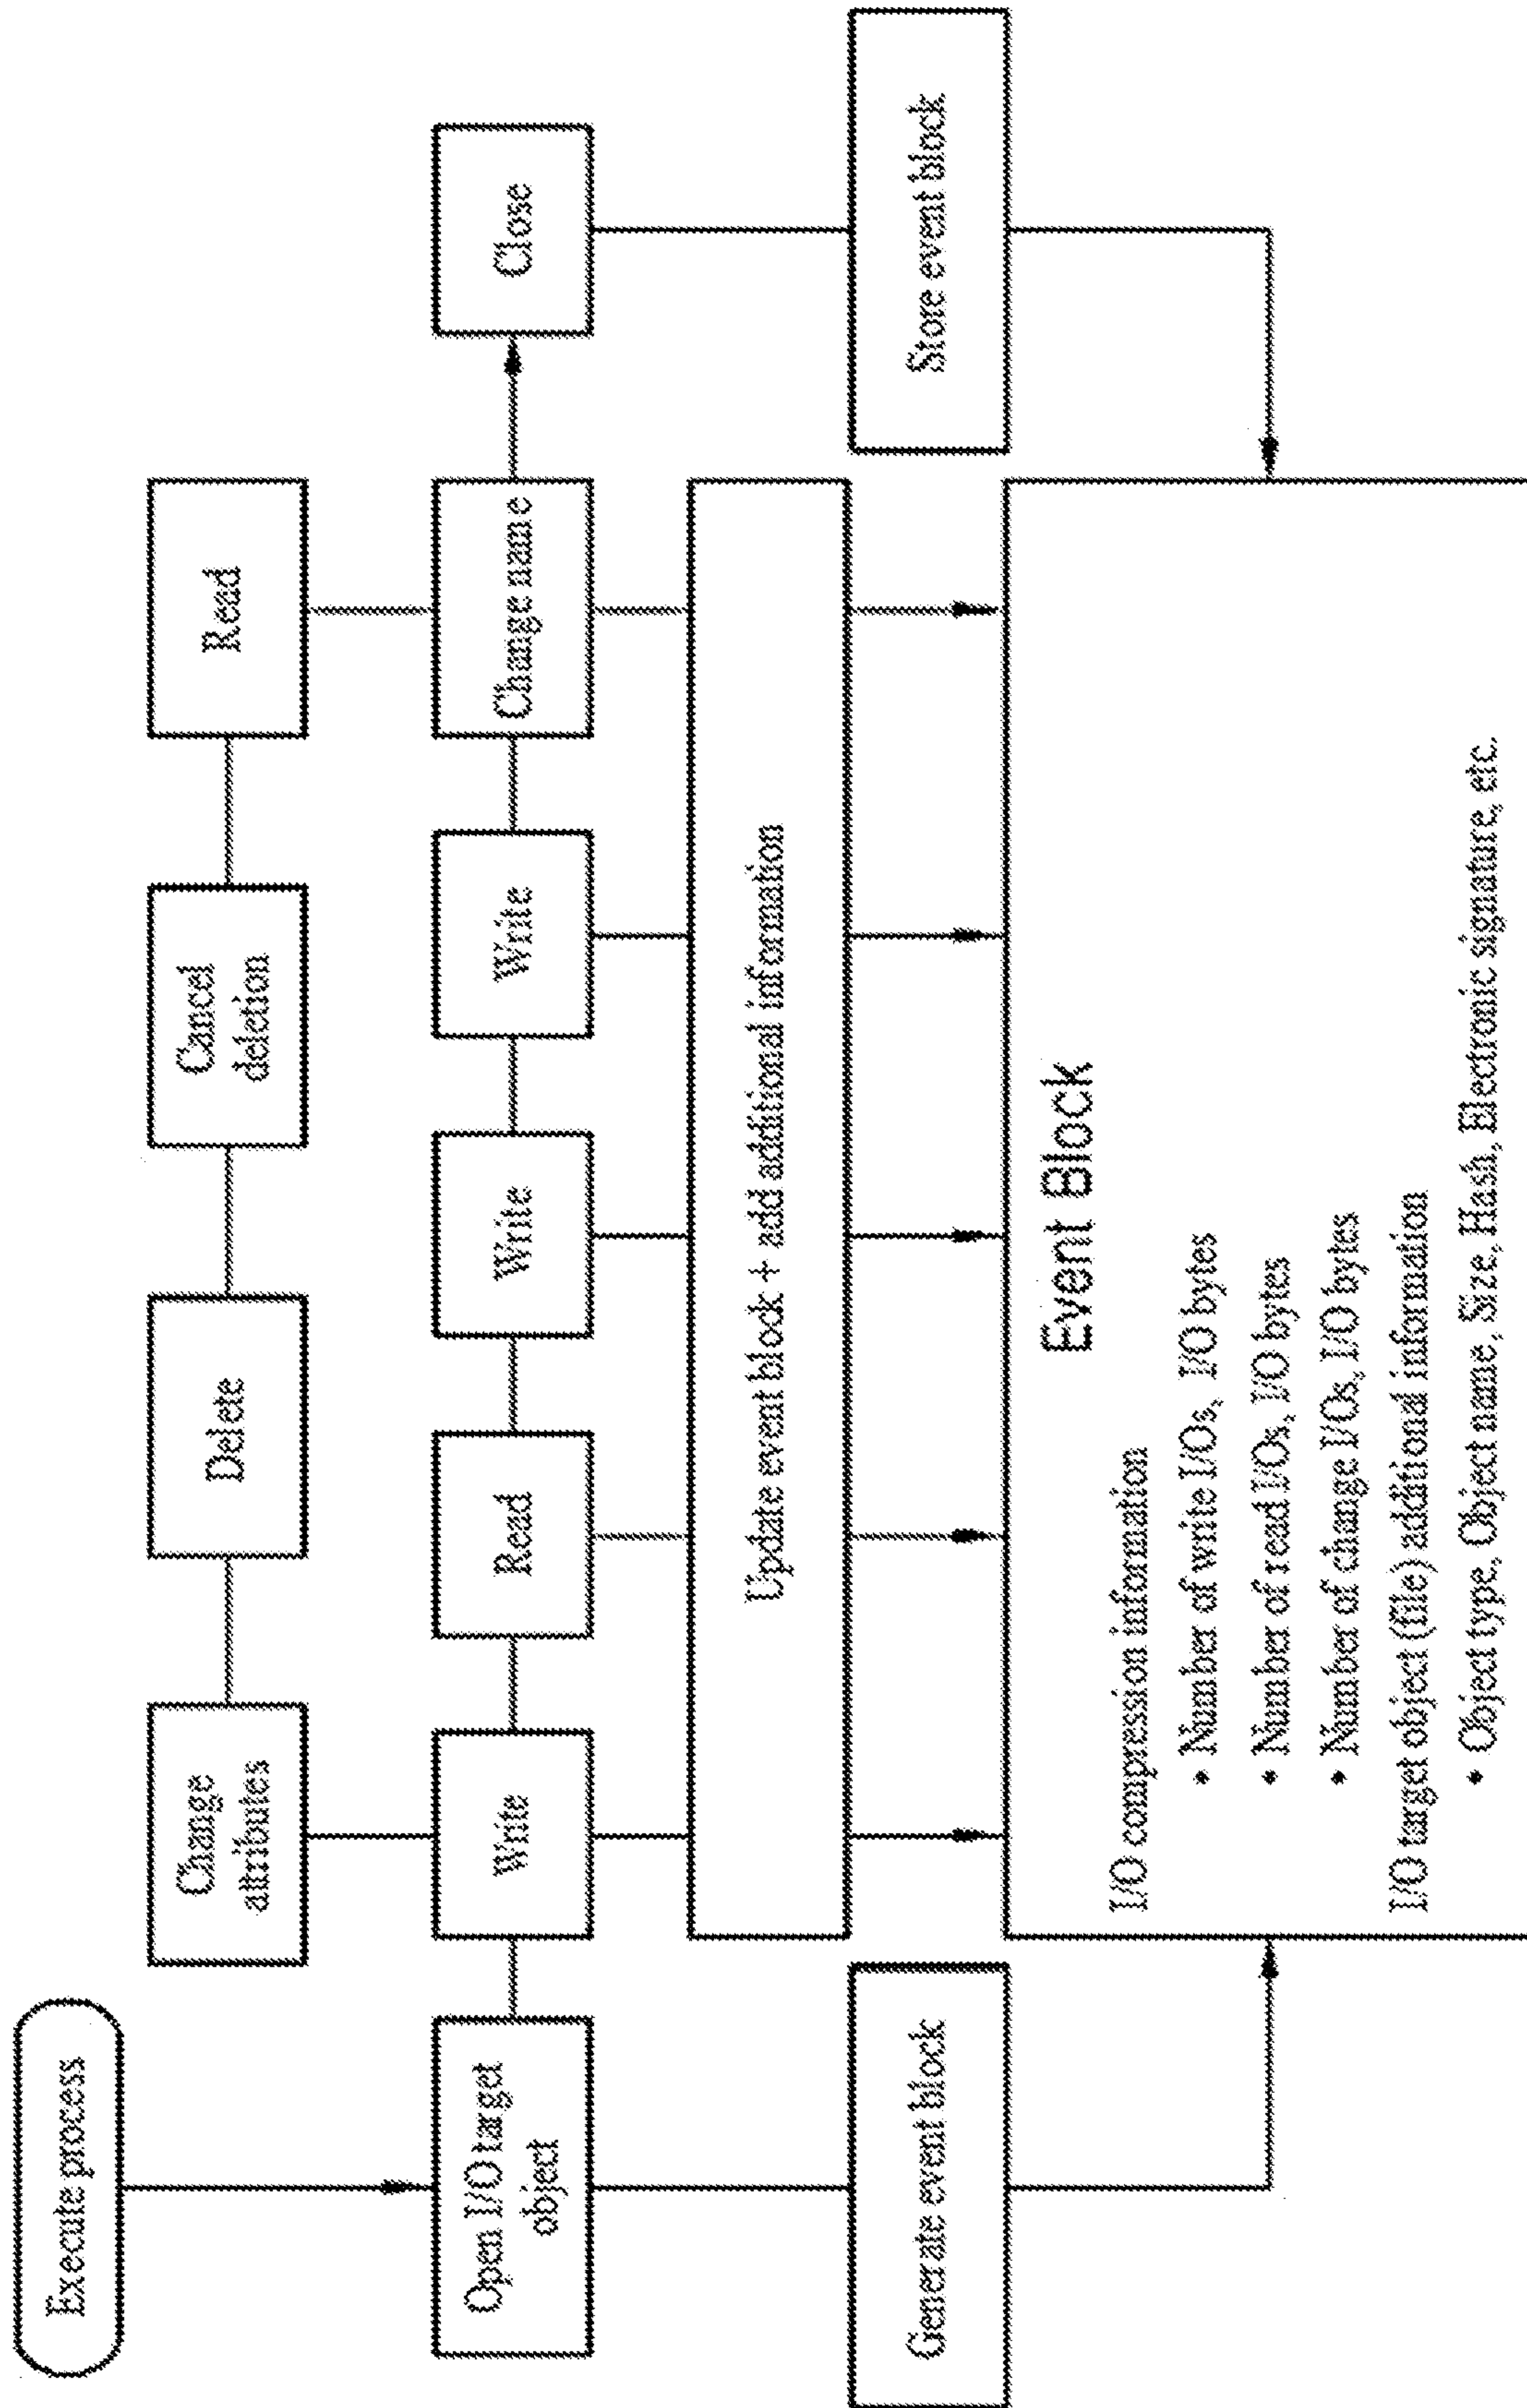 Execute process
Change
attributes
Delete
Cancel
deletion
Read
Open I/O target
object
Write
Read
Write
Write
Change name
Close
Update event block + add additional information
Generate event block
Store event block
Event Block
I/O compression information
• Number of write I/Os, I/O bytes
• Number of read I/Os, I/O bytes
• Number of change I/Os, I/O bytes
I/O target object (file) additional information
• Object type, Object name, Size, Hash, Electronic signature, etc.